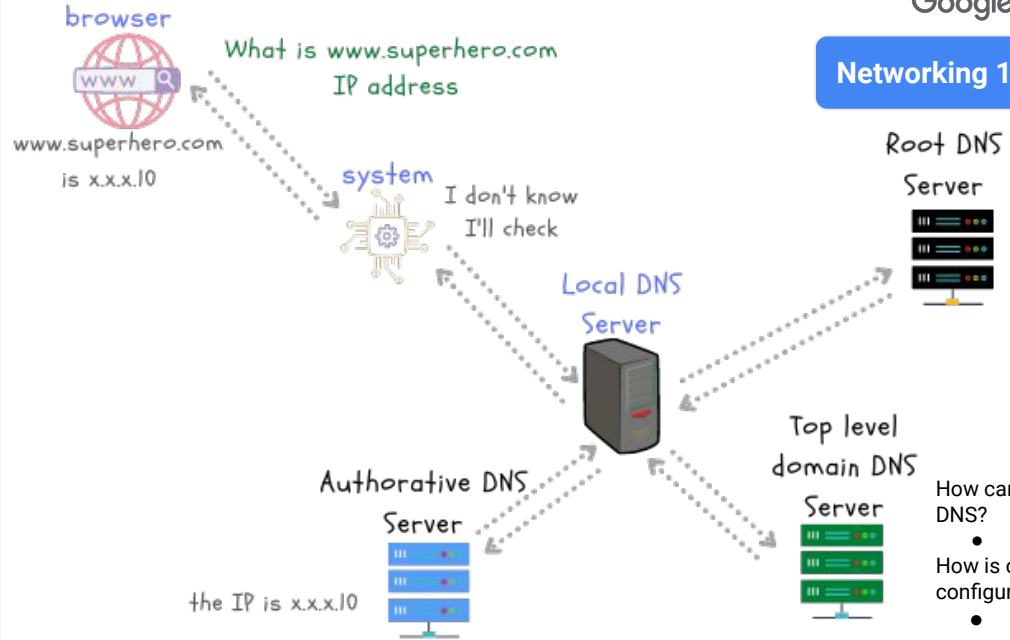 browser
Google
What is www.superhero.com
IP address
Networking 1
www
www.superhero.com
is x.x.x.10
Root DNS
Server
system
I don't know
I'll check
Local DNS
Server
Top level
domain DNS
Server
Authorative DNS
Server
the IP is x.x.x.10
How can
DNS?
•
How is
configur
•